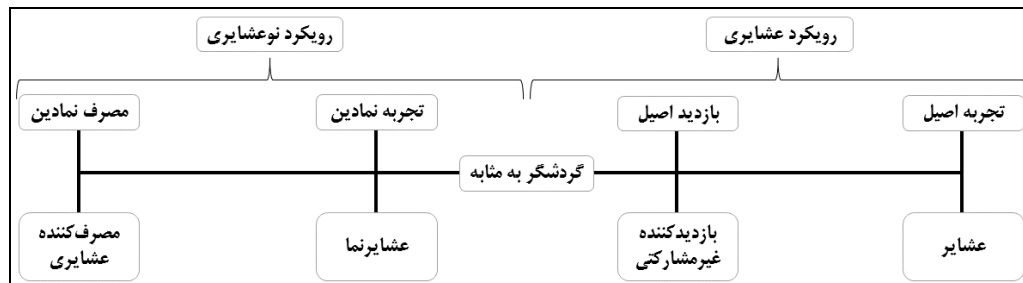 رویکرد عشایری
رویکرد نوعشایری
تجربه اصیل
بازدید اصیل
تجربه نمادین
مصرف نمادین
گردشگر به مثابه
عشایر
بازدیدکننده
غیرمشارکتی
عشایرنما
مصرف‌کننده
عشایری